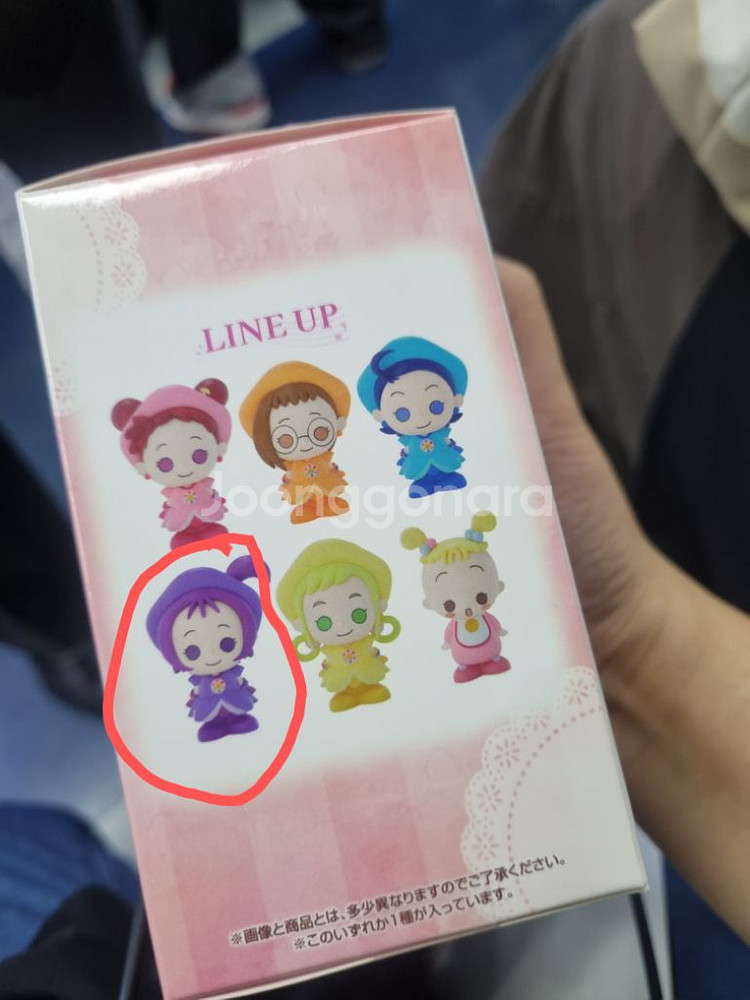 LINE UP
Joonggonara
※画像と商品とは、多少異なりますのでご了承ください。
※このいずれか1種が入っています。